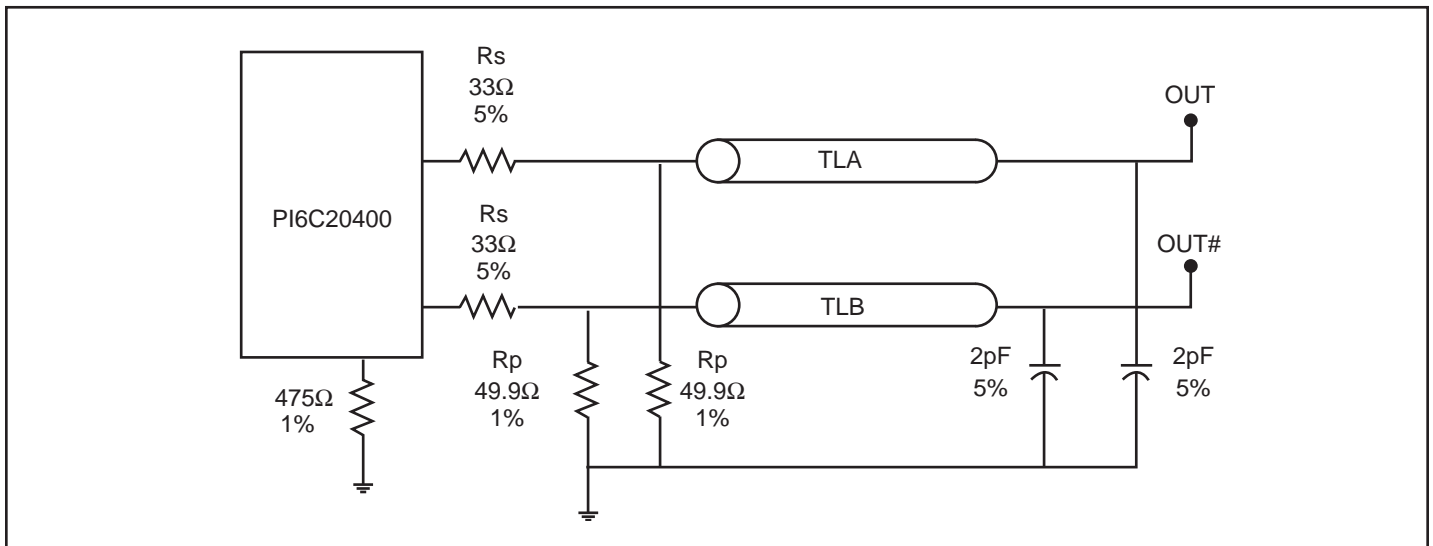 Rs
33Ω
5%
OUT
TLA
PI6C20400
Rs
33Ω
5%
OUT#
TLB
475Ω
1%
Rp
49.9Ω
1%
Rp
49.9Ω
1%
2pF
5%
2pF
5%